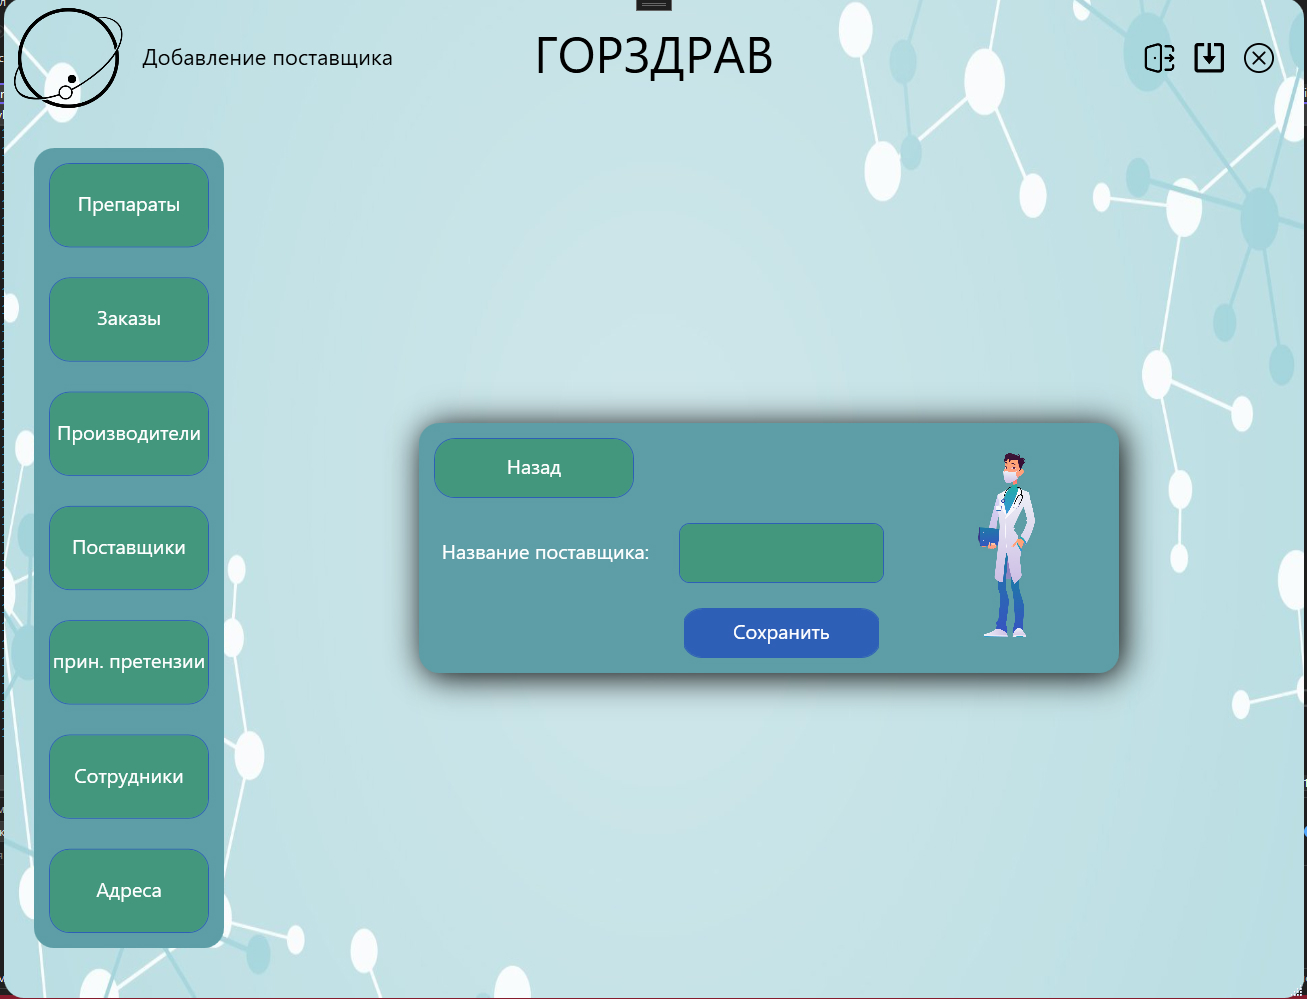 Добавление поставщика
ГОРЗДРАВ
Препараты
Заказы
Производители
Поставщики
прин. претензии
Сотрудники
Адреса
Назад
Название поставщика:
Сохранить